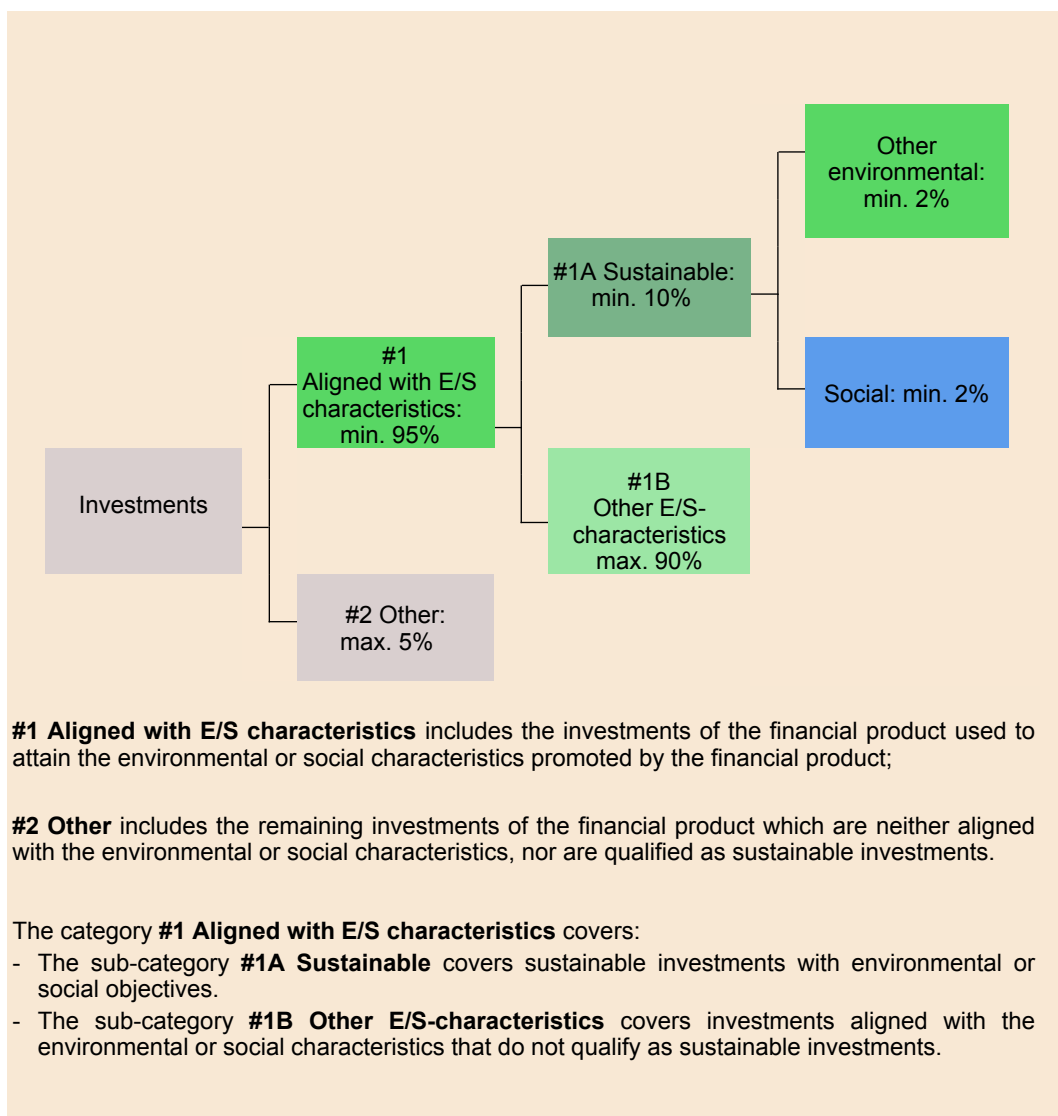 Other
environmental:
min. 2%
#1A Sustainable:
min. 10%
#1
Aligned with E/S
characteristics:
min. 95%
Social: min. 2%
Investments
#1B
Other E/S-
characteristics
max. 90%
#2 Other:
max. 5%
#1 Aligned with E/S characteristics includes the investments of the financial product used to
attain the environmental or social characteristics promoted by the financial product;
#2 Other includes the remaining investments of the financial product which are neither aligned
with the environmental or social characteristics, nor are qualified as sustainable investments.
The category #1 Aligned with E/S characteristics covers:
- The sub-category #1A Sustainable covers sustainable investments with environmental or
social objectives.
- The sub-category #1B Other E/S-characteristics covers investments aligned with the
environmental or social characteristics that do not qualify as sustainable investments.